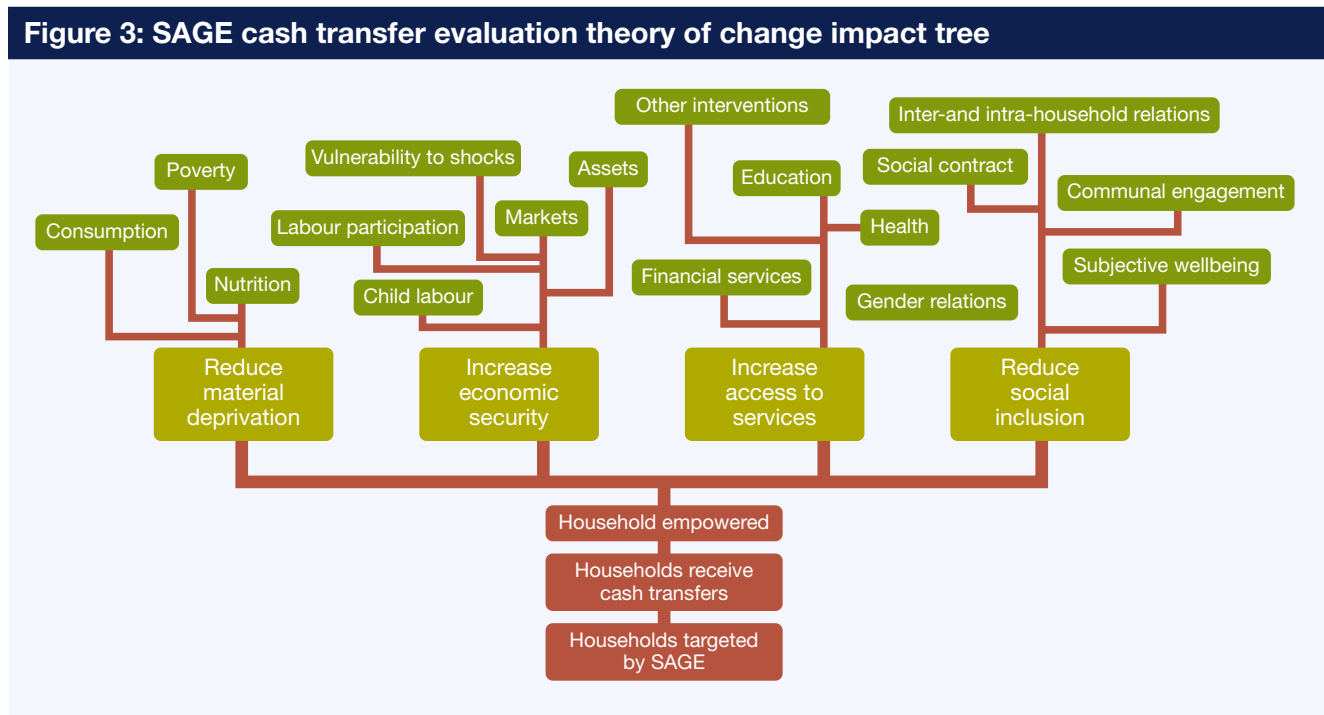 Figure 3: SAGE cash transfer evaluation theory of change impact tree
Other interventions
Inter-and intra-household relations
Vulnerability to shocks
Poverty
Assets
Education
Social contract
Communal engagement
Consumption
Labour participation
Markets
Health
Nutrition
Child labour
Financial services
Gender relations
Subjective wellbeing
Reduce
material
deprivation
Increase
economic
security
Increase
access to
services
Reduce
social
inclusion
Household empowered
Households receive
cash transfers
Households targeted
by SAGE